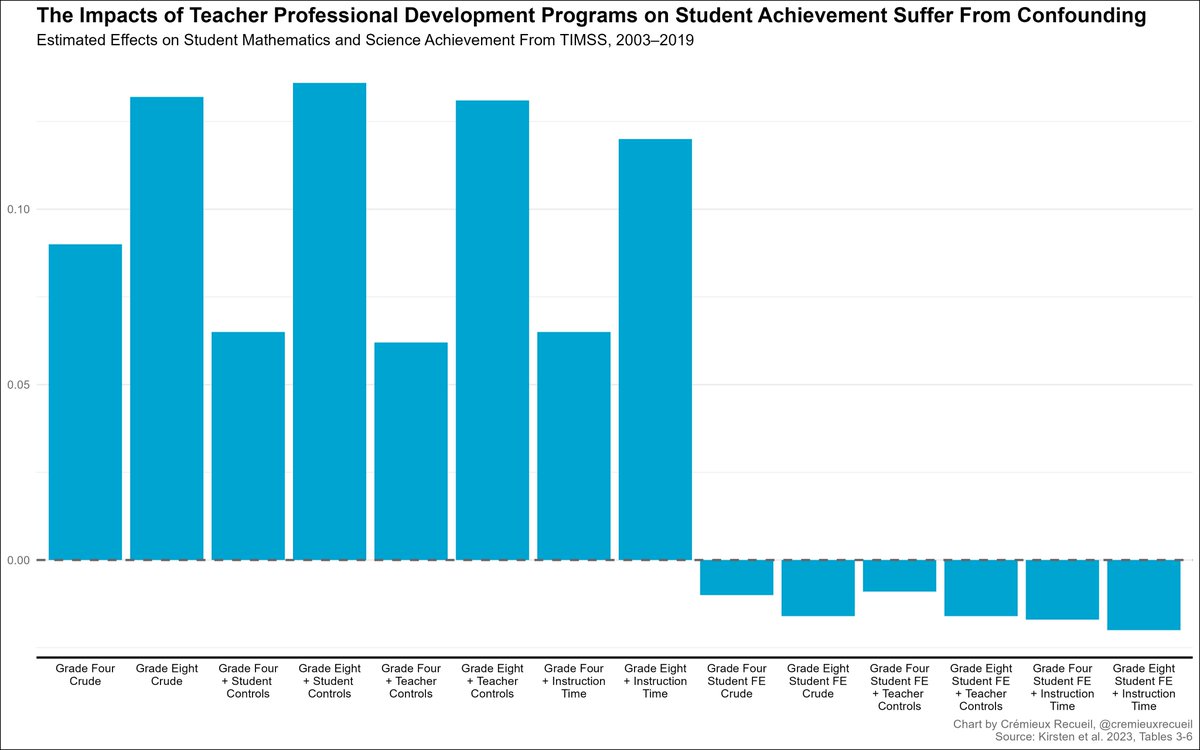 The Impacts of Teacher Professional Development Programs on Student Achievement Suffer From Confounding
Estimated Effects on Student Mathematics and Science Achievement From TIMSS, 2003–2019
0.10
0.05
0.00
Grade Four
Crude
Grade Eight
Crude
Grade Four
+ Student
Controls
Grade Eight
+ Student
Controls
Grade Four
+ Teacher
Controls
Grade Eight
+ Teacher
Controls
Grade Four
+ Instruction
Time
Grade Eight
+ Instruction
Time
Grade Four
Student FE
Crude
Grade Eight
Student FE
Crude
Grade Four
Student FE
+ Teacher
Controls
Grade Eight
Student FE
+ Teacher
Controls
Grade Four
Student FE
+ Instruction
Time
Grade Eight
Student FE
+ Instruction
Time
Chart by Crémieux Recueil, @cremieuxrecueil
Source: Kirsten et al. 2023, Tables 3-6